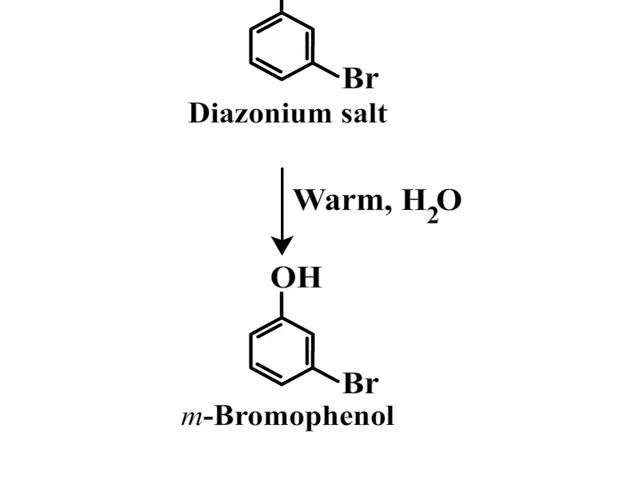 Br
Diazonium salt
Warm, H₂O
OH
Br
m-Bromophenol